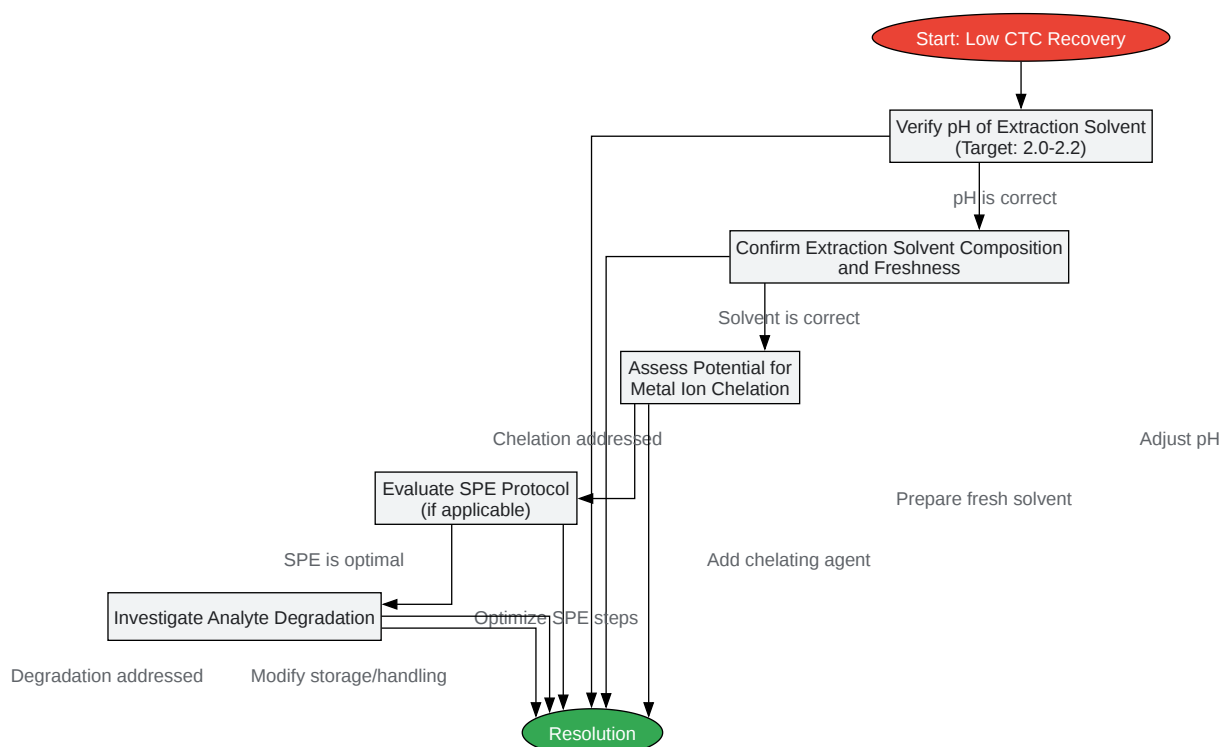 Start: Low CTC Recovery
Verify pH of Extraction Solvent
(Target: 2.0-2.2)
pH is correct
Confirm Extraction Solvent Composition
and Freshness
Solvent is correct
Assess Potential for
Metal Ion Chelation
Chelation addressed
Adjust pH
Evaluate SPE Protocol
(if applicable)
Prepare fresh solvent
SPE is optimal
Add chelating agent
Investigate Analyte Degradation
Optimize SPE steps
Degradation addressed
Modify storage/handling
Resolution